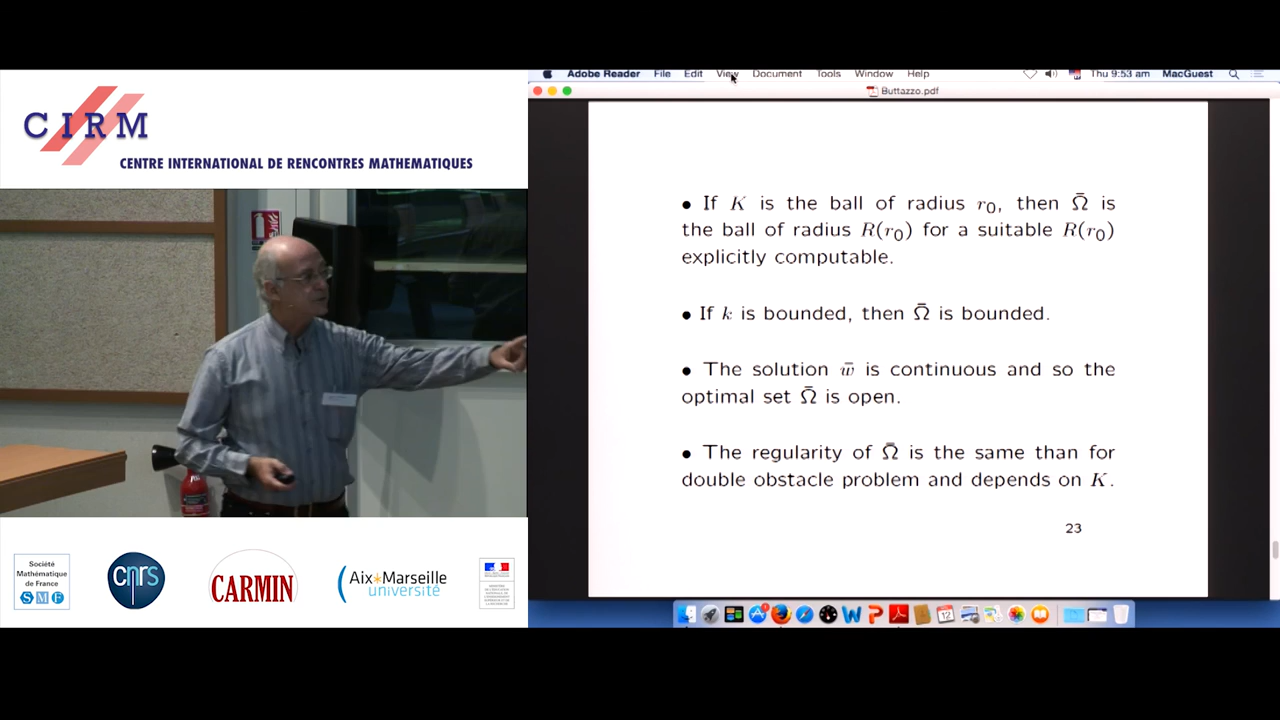 CIRM
CENTRE INTERNATIONAL DE RENCONTRES MATHEMATIQUES
Adobe Reader File Edit View Document Tools Window Help Thu 9:53 am MacGuest
Buttazzo.pdf
• If K is the ball of radius r₀, then Ω̄ is
the ball of radius R(r₀) for a suitable R(r₀)
explicitly computable.
• If k is bounded, then Ω̄ is bounded.
• The solution w̄ is continuous and so the
optimal set Ω̄ is open.
• The regularity of Ω̄ is the same than for
double obstacle problem and depends on K.
23
Société
Mathématique
de France
S M F
cnrs
CARMIN
Aix*Marseille
université